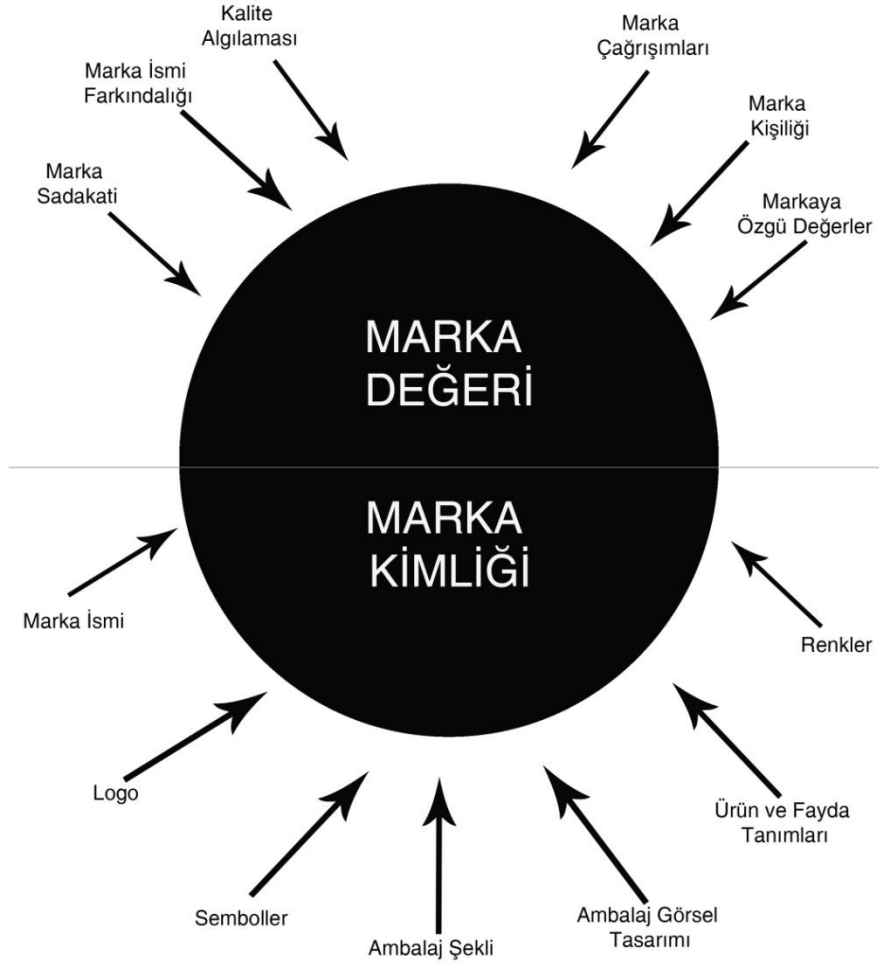 Kalite
Algılaması
Marka
Çağrışımları
Marka İsmi
Farkındalığı
Marka
Kişiliği
Marka
Sadakati
Markaya
Özgü Değerler
MARKA
DEĞERİ
MARKA
KİMLİĞİ
Marka İsmi
Renkler
Logo
Ürün ve Fayda
Tanımları
Semboller
Ambalaj Şekli
Ambalaj Görsel
Tasarımı